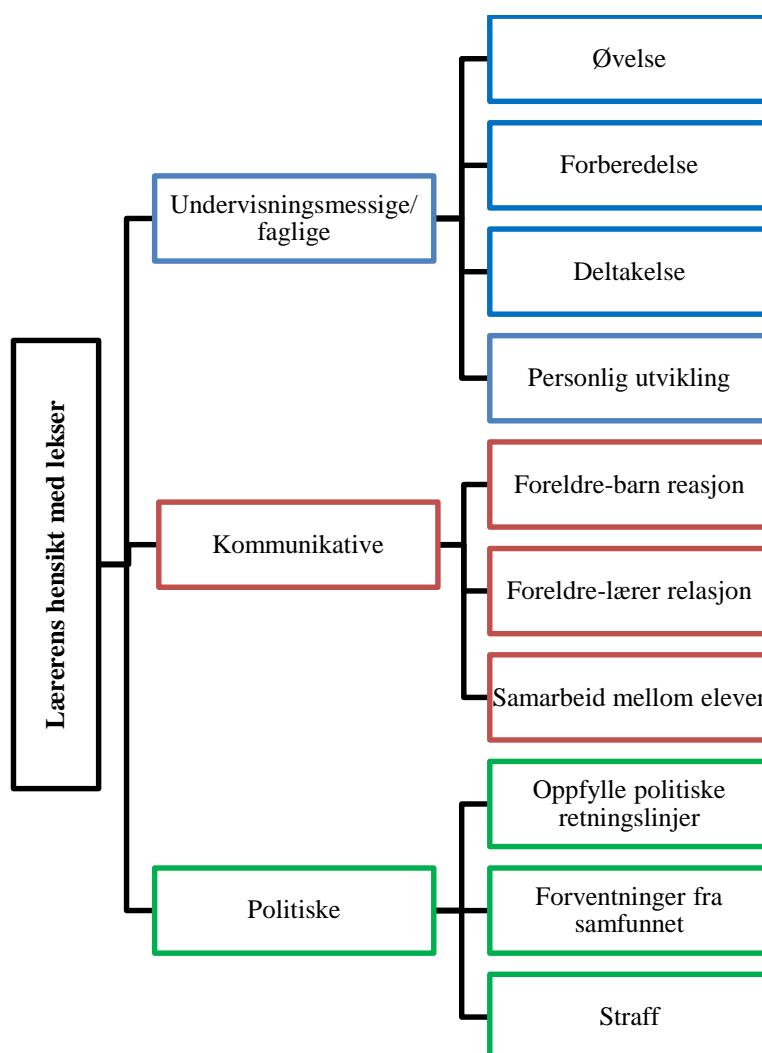 Lærerens hensikt med lekser
Undervisningsmessige/
faglige
Øvelse
Forberedelse
Deltakelse
Personlig utvikling
Kommunikative
Foreldre-barn reasjon
Foreldre-lærer relasjon
Samarbeid mellom elever
Politiske
Oppfylle politiske
retningslinjer
Forventninger fra
samfunnet
Straff